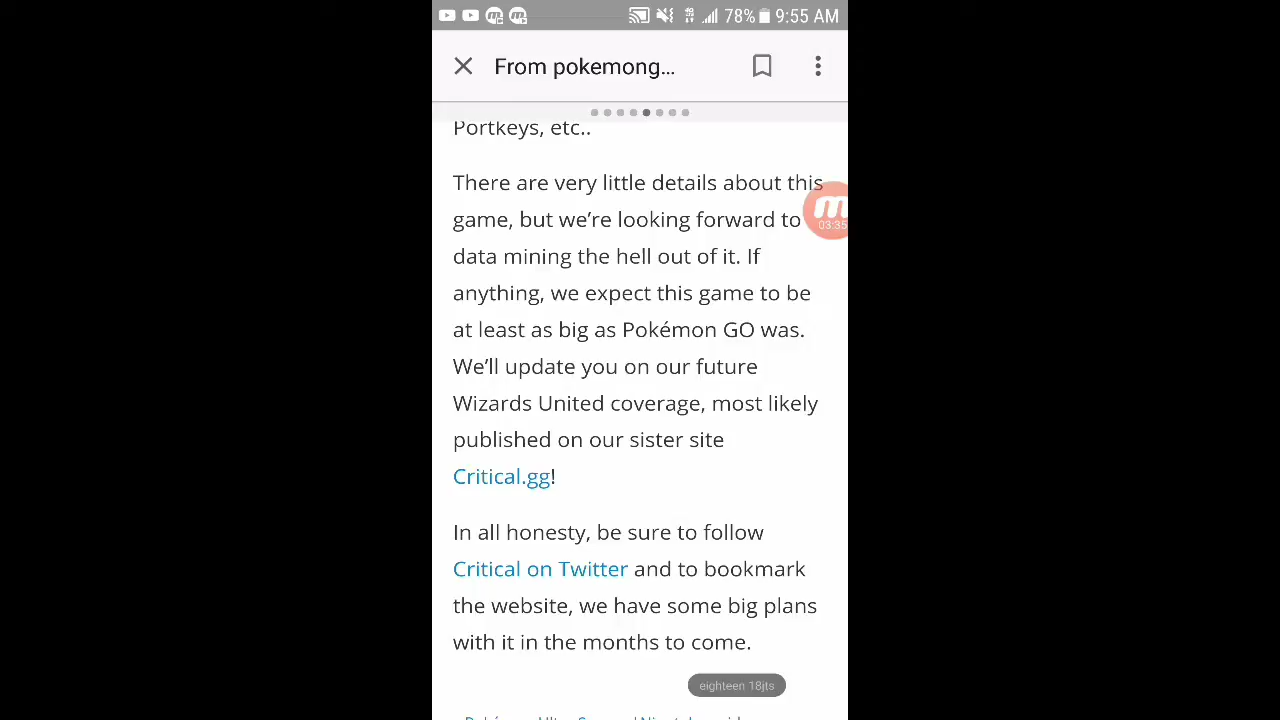 78% 9:55 AM
From pokemong...
Portkeys, etc..
There are very little details about this
game, but we’re looking forward to
data mining the hell out of it. If
anything, we expect this game to be
at least as big as Pokémon GO was.
We’ll update you on our future
Wizards United coverage, most likely
published on our sister site
Critical.gg!
In all honesty, be sure to follow
Critical on Twitter and to bookmark
the website, we have some big plans
with it in the months to come.
03:35
eighteen 18jts